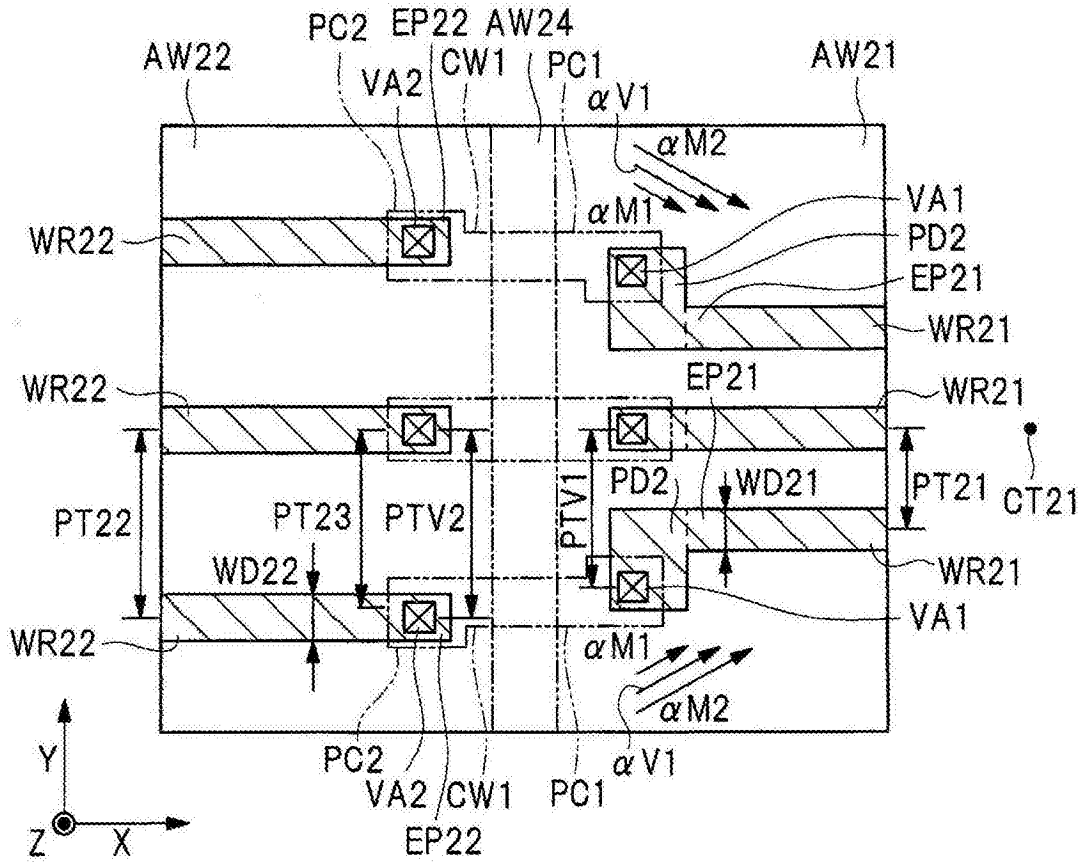 EP22 AW24
PC2 CW1 PC1
AW22 AW21
VA2 αV1
αM2
αM1 VA1
PD2
WR22 EP21
WR21
EP21
WR22 WR21
PT22 PT23 PTV2 PTV1 PD2 WD21 PT21 CT21
WD22
WR21
WR22 VA1
αM1
αM2
Y PC2 αV1
VA2 CW1 PC1
Z X EP22